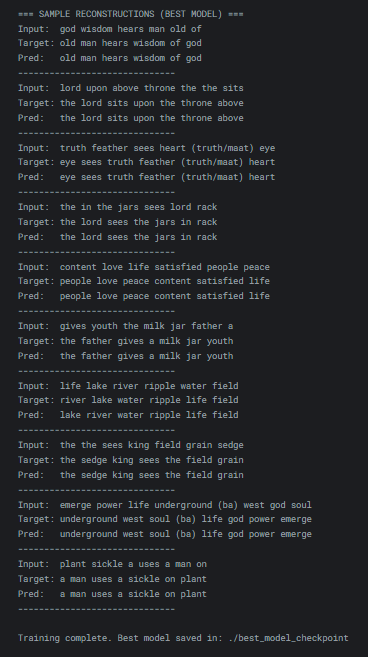 === SAMPLE RECONSTRUCTIONS (BEST MODEL) ===
Input:  god wisdom hears man old of
Target: old man hears wisdom of god
Pred:   old man hears wisdom of god
------------------------------
Input:  lord upon above throne the the sits
Target: the lord sits upon the throne above
Pred:   the lord sits upon the throne above
------------------------------
Input:  truth feather sees heart (truth/maat) eye
Target: eye sees truth feather (truth/maat) heart
Pred:   eye sees truth feather (truth/maat) heart
------------------------------
Input:  the in the jars sees lord rack
Target: the lord sees the jars in rack
Pred:   the lord sees the jars in rack
------------------------------
Input:  content love life satisfied people peace
Target: people love peace content satisfied life
Pred:   people love peace content satisfied life
------------------------------
Input:  gives youth the milk jar father a
Target: the father gives a milk jar youth
Pred:   the father gives a milk jar youth
------------------------------
Input:  life lake river ripple water field
Target: river lake water ripple life field
Pred:   lake river water ripple life field
------------------------------
Input:  the the sees king field grain sedge
Target: the sedge king sees the field grain
Pred:   the sedge king sees the field grain
------------------------------
Input:  emerge power life underground (ba) west god soul
Target: underground west soul (ba) life god power emerge
Pred:   underground west soul (ba) life god power emerge
------------------------------
Input:  plant sickle a uses a man on
Target: a man uses a sickle on plant
Pred:   a man uses a sickle on plant
------------------------------
Training complete. Best model saved in: ./best_model_checkpoint